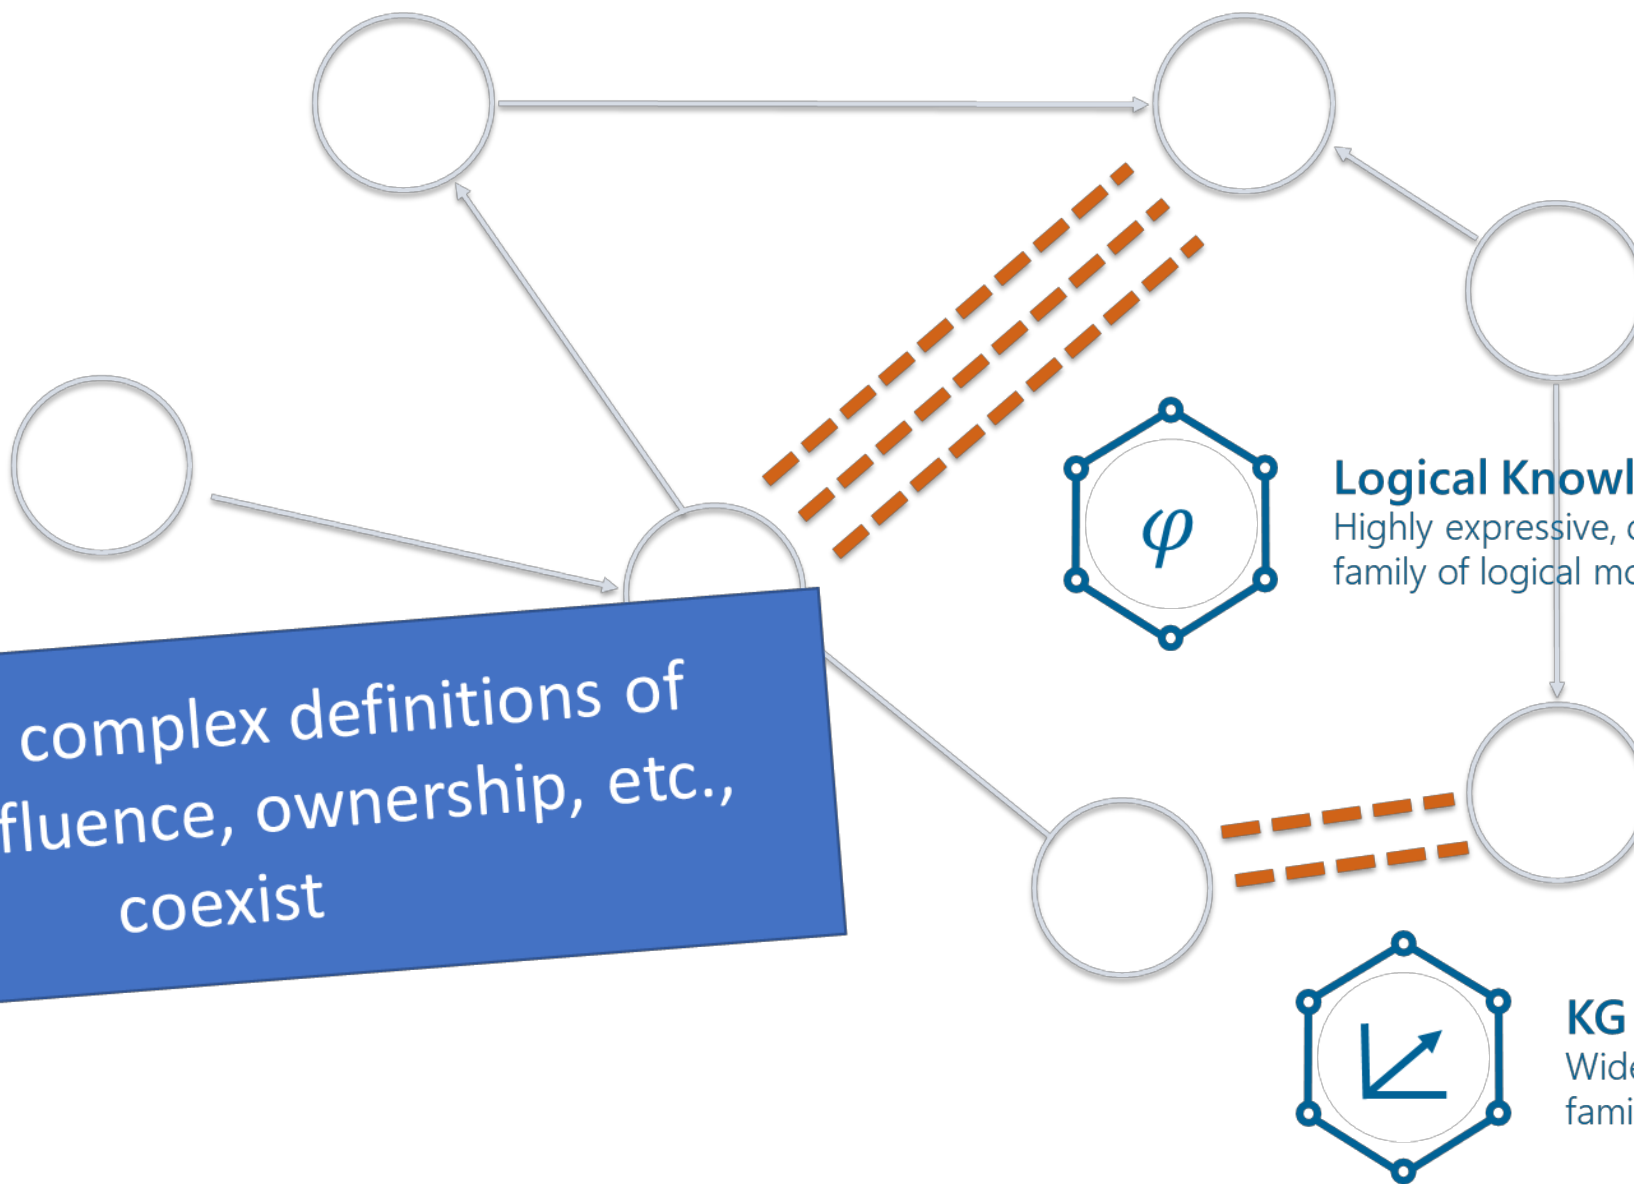 φ
Logical Knowl
Highly expressive,
family of logical mo
complex definitions of
fluence, ownership, etc.,
coexist
KG
Wide
fami